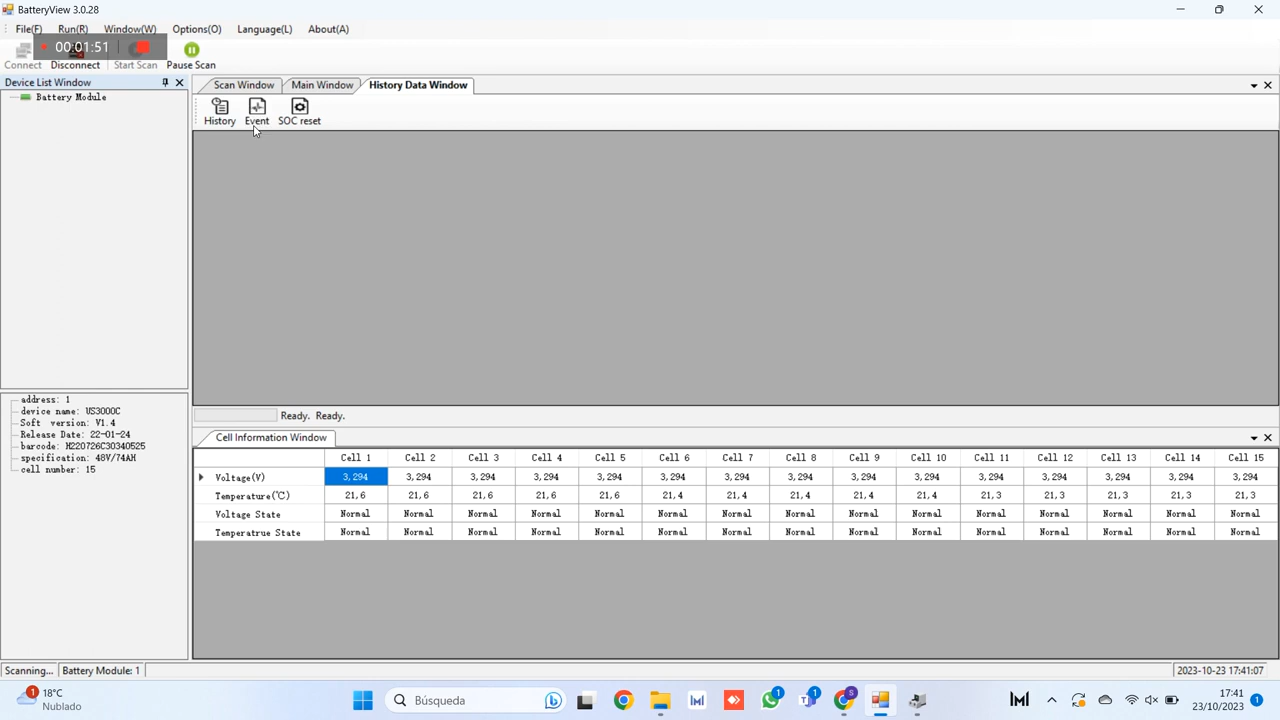 BatteryView 3.0.28
File(F) Run(R) Window(W) Options(O) Language(L) About(A)
00:01:51
Connect Disconnect Start Scan Pause Scan
Device List Window
Battery Module
Scan Window Main Window History Data Window
History Event SOC reset
Ready. Ready.
address: 1
device name: US3000C
Soft version: V1.4
Release Date: 22-01-24
barcode: H220726C30340525
specification: 48V/74AH
cell number: 15
Cell Information Window
Cell 1 Cell 2 Cell 3 Cell 4 Cell 5 Cell 6 Cell 7 Cell 8 Cell 9 Cell 10 Cell 11 Cell 12 Cell 13 Cell 14 Cell 15
Voltage(V) 3,294 3,294 3,294 3,294 3,294 3,294 3,294 3,294 3,294 3,294 3,294 3,294 3,294 3,294 3,294
Temperature(℃) 21,6 21,6 21,6 21,6 21,6 21,4 21,4 21,4 21,4 21,4 21,3 21,3 21,3 21,3 21,3
Voltage State Normal Normal Normal Normal Normal Normal Normal Normal Normal Normal Normal Normal Normal Normal Normal
Temperatrue State Normal Normal Normal Normal Normal Normal Normal Normal Normal Normal Normal Normal Normal Normal Normal
Scanning... Battery Module: 1
2023-10-23 17:41:07
1
18°C
Nublado
Búsqueda
1
1
S
17:41
23/10/2023
1